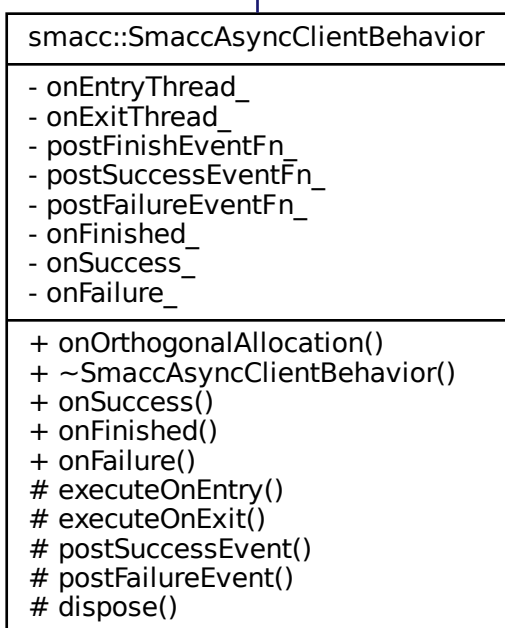 smacc::SmaccAsyncClientBehavior
- onEntryThread_
- onExitThread_
- postFinishEventFn_
- postSuccessEventFn_
- postFailureEventFn_
- onFinished_
- onSuccess_
- onFailure_
+ onOrthogonalAllocation()
+ ~SmaccAsyncClientBehavior()
+ onSuccess()
+ onFinished()
+ onFailure()
# executeOnEntry()
# executeOnExit()
# postSuccessEvent()
# postFailureEvent()
# dispose()